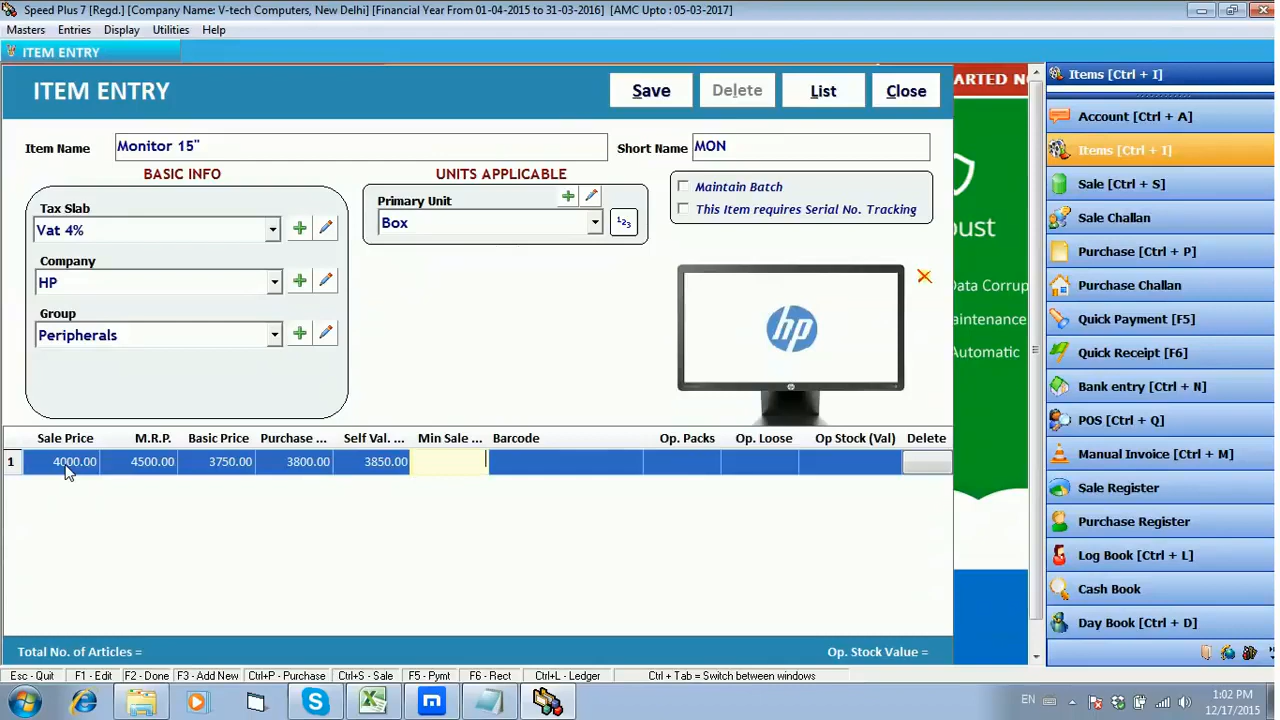 Speed Plus 7 [Regd.] [Company Name: V-tech Computers, New Delhi] [Financial Year From 01-04-2015 to 31-03-2016] [AMC Upto : 05-03-2017]
Masters Entries Display Utilities Help
ITEM ENTRY
ITEM ENTRY
Save Delete List Close
Item Name Monitor 15" Short Name MON
BASIC INFO
Tax Slab
Vat 4%
Company
HP
Group
Peripherals
UNITS APPLICABLE
Primary Unit
Box
123
Maintain Batch
This Item requires Serial No. Tracking
hp
Sale Price M.R.P. Basic Price Purchase ... Self Val. ... Min Sale ... Barcode Op. Packs Op. Loose Op Stock (Val) Delete
1 4000.00 4500.00 3750.00 3800.00 3850.00
Total No. of Articles = Op. Stock Value =
ARTED
ust
Data Corrup
aintenance
Automatic
Items [Ctrl + I]
Account [Ctrl + A]
Items [Ctrl + I]
Sale [Ctrl + S]
Sale Challan
Purchase [Ctrl + P]
Purchase Challan
Quick Payment [F5]
Quick Receipt [F6]
Bank entry [Ctrl + N]
POS [Ctrl + Q]
Manual Invoice [Ctrl + M]
Sale Register
Purchase Register
Log Book [Ctrl + L]
Cash Book
Day Book [Ctrl + D]
Esc - Quit F1 - Edit F2 - Done F3 - Add New Ctrl+P - Purchase Ctrl+S - Sale F5 - Pymt F6 - Rect Ctrl+L - Ledger Ctrl + Tab = Switch between windows
EN
1:02 PM
12/17/2015